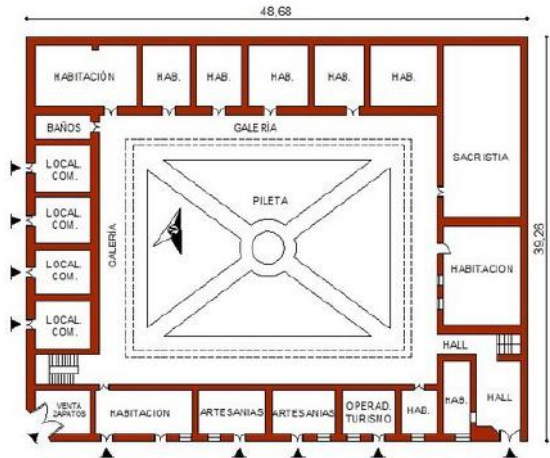 48,68
HABITACIÓN
HAB.
HAB.
HAB.
HAB.
HAB.
BAÑOS
GALERÍA
LOCAL
COM.
SACRISTIA
LOCAL
COM.
PILETA
39,26
GALERÍA
N
LOCAL
COM.
HABITACION
LOCAL
COM.
HALL
VENTA
ZAPATOS
HABITACION
ARTESANIAS
ARTESANIAS
OPERAD.
TURISMO
HAB.
HAB.
HALL